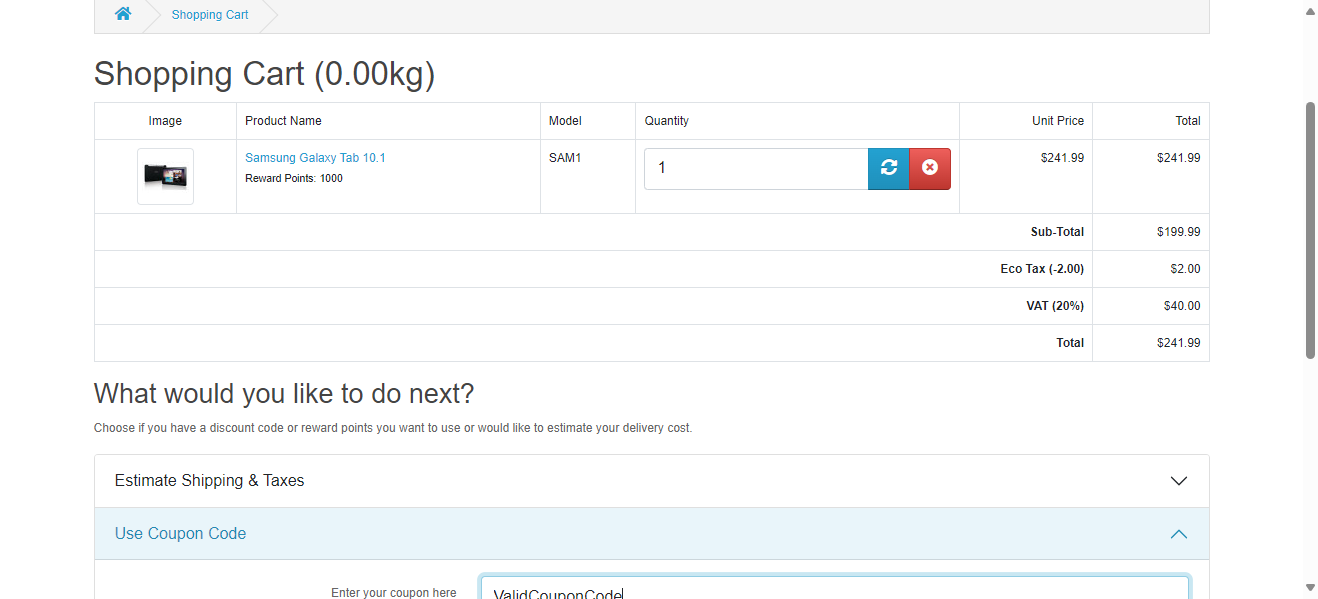 Shopping Cart
Shopping Cart (0.00kg)
Image Product Name Model Quantity Unit Price Total
Samsung Galaxy Tab 10.1 SAM1 1 $241.99 $241.99
Reward Points: 1000
Sub-Total $199.99
Eco Tax (-2.00) $2.00
VAT (20%) $40.00
Total $241.99
What would you like to do next?
Choose if you have a discount code or reward points you want to use or would like to estimate your delivery cost.
Estimate Shipping & Taxes
Use Coupon Code
Enter your coupon here ValidCouponCode